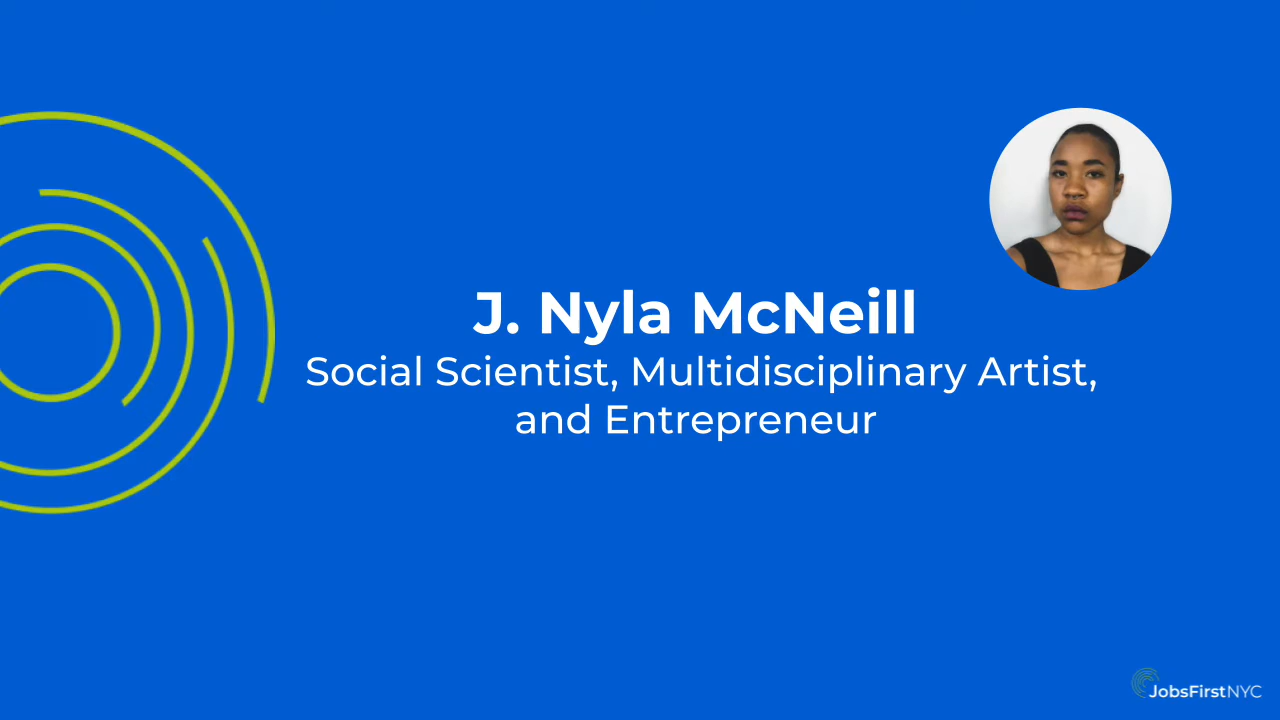 J. Nyla McNeill
Social Scientist, Multidisciplinary Artist,
and Entrepreneur
JobsFirstNYC